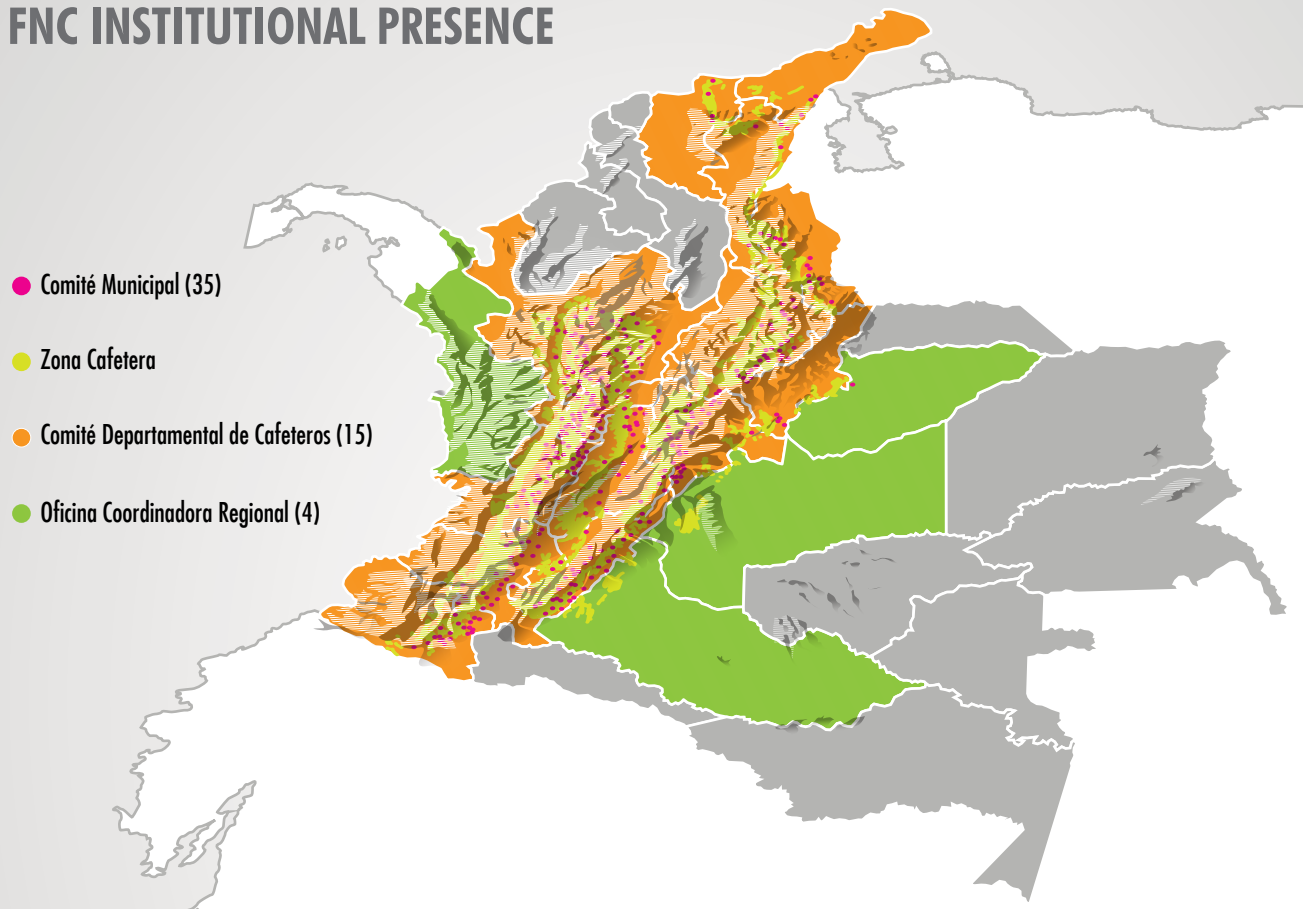 FNC INSTITUTIONAL PRESENCE
Comité Municipal (35)
Zona Cafetera
Comité Departamental de Cafeteros (15)
Oficina Coordinadora Regional (4)